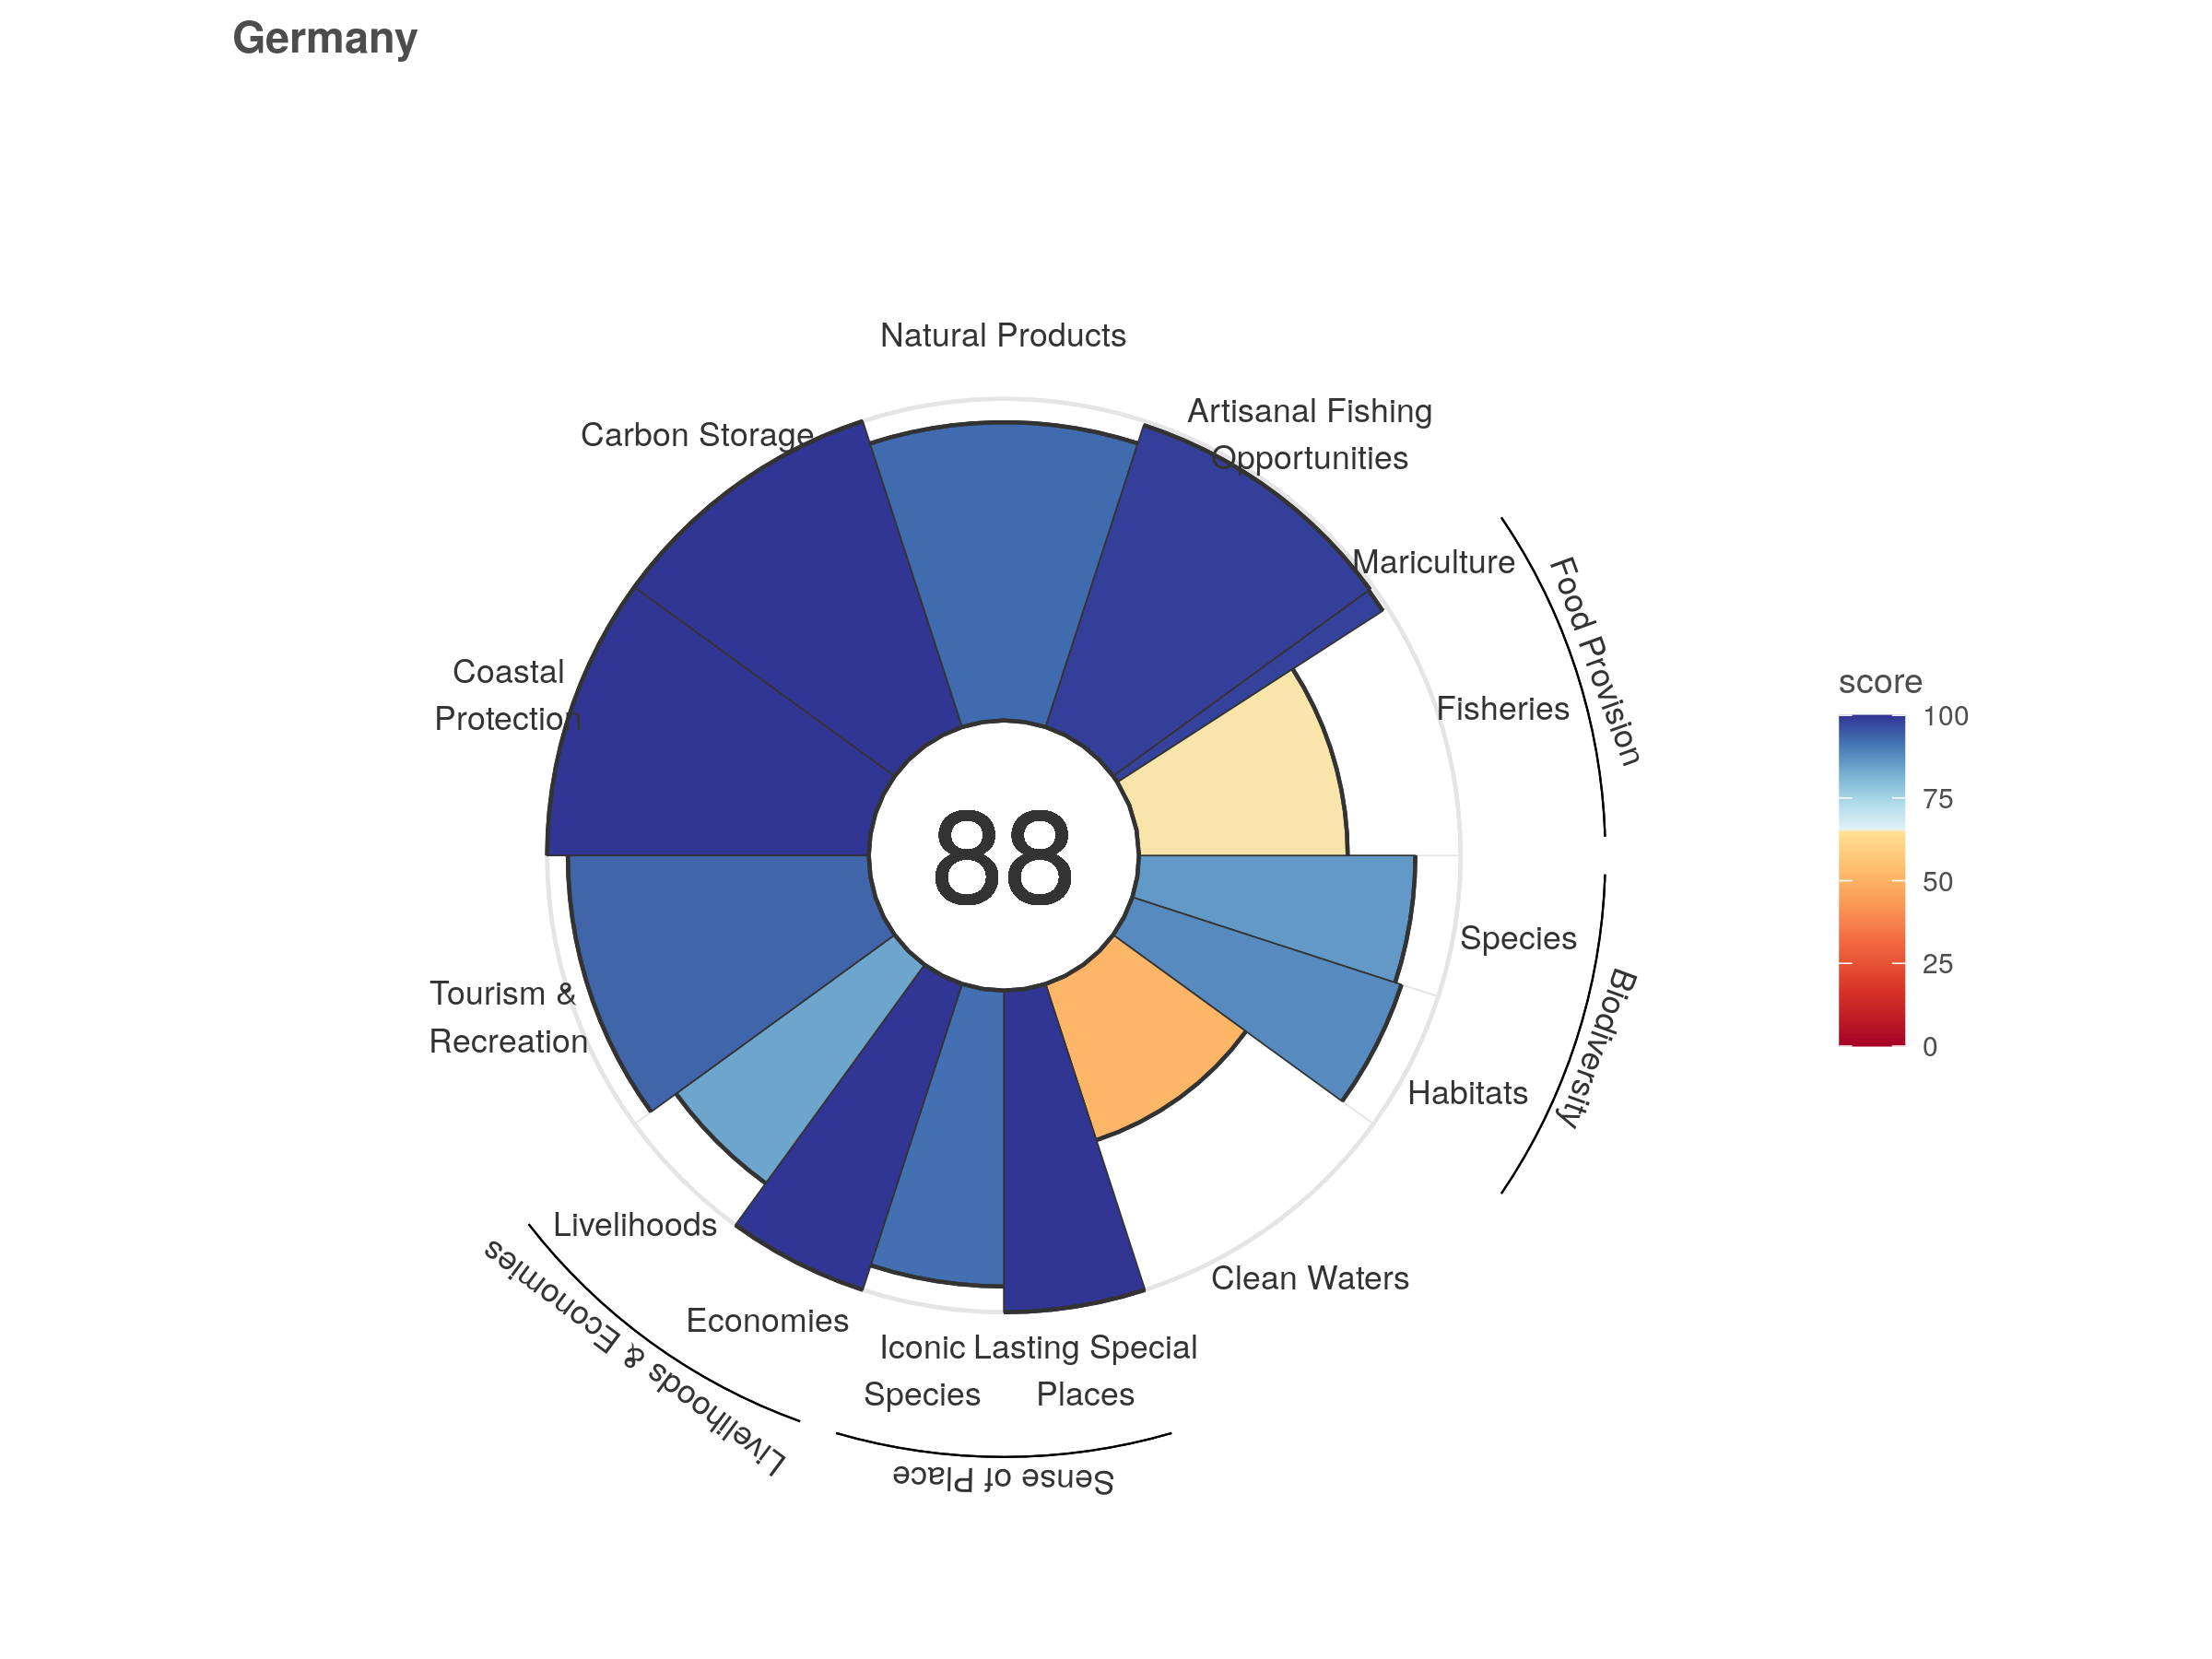 Germany
Natural Products
Artisanal Fishing
Opportunities
Carbon Storage
Mariculture
Food Provision
Fisheries
Coastal
Protection
score
100
75
50
25
0
88
Species
Biodiversity
Habitats
Tourism &
Recreation
Livelihoods
Clean Waters
Economies
Livelihoods & Economies
Iconic
Species
Lasting Special
Places
Sense of Place